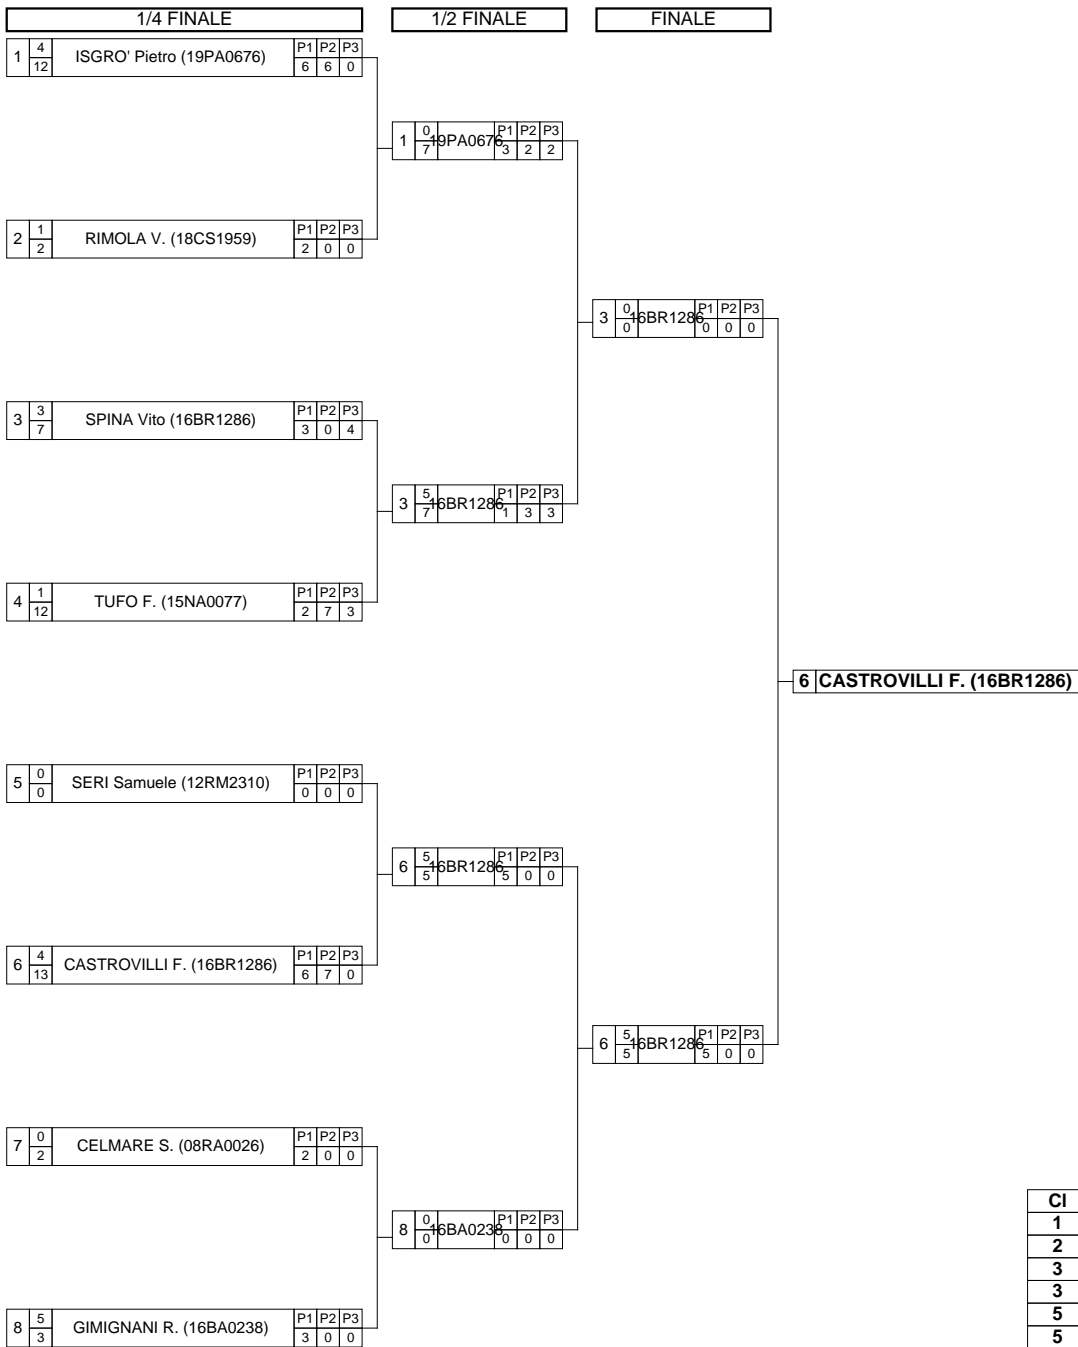 1/4 FINALE 1/2 FINALE FINALE
1 4 12 ISGRO' Pietro (19PA0676) P1 P2 P3 6 6 0
1 0 7 19PA0676 P1 P2 P3 3 2 2
2 1 2 RIMOLA V. (18CS1959) P1 P2 P3 2 0 0
3 0 0 16BR1286 P1 P2 P3 0 0 0
3 3 7 SPINA Vito (16BR1286) P1 P2 P3 3 0 4
3 5 7 16BR1286 P1 P2 P3 1 3 3
4 1 12 TUFO F. (15NA0077) P1 P2 P3 2 7 3
6 CASTROVILLI F. (16BR1286)
5 0 0 SERI Samuele (12RM2310) P1 P2 P3 0 0 0
6 5 5 16BR1286 P1 P2 P3 5 0 0
6 4 13 CASTROVILLI F. (16BR1286) P1 P2 P3 6 7 0
6 5 5 16BR1286 P1 P2 P3 5 0 0
7 0 2 CELMARE S. (08RA0026) P1 P2 P3 2 0 0
8 0 0 16BA0238 P1 P2 P3 0 0 0
8 5 3 GIMIGNANI R. (16BA0238) P1 P2 P3 3 0 0
Cl
1
2
3
3
5
5